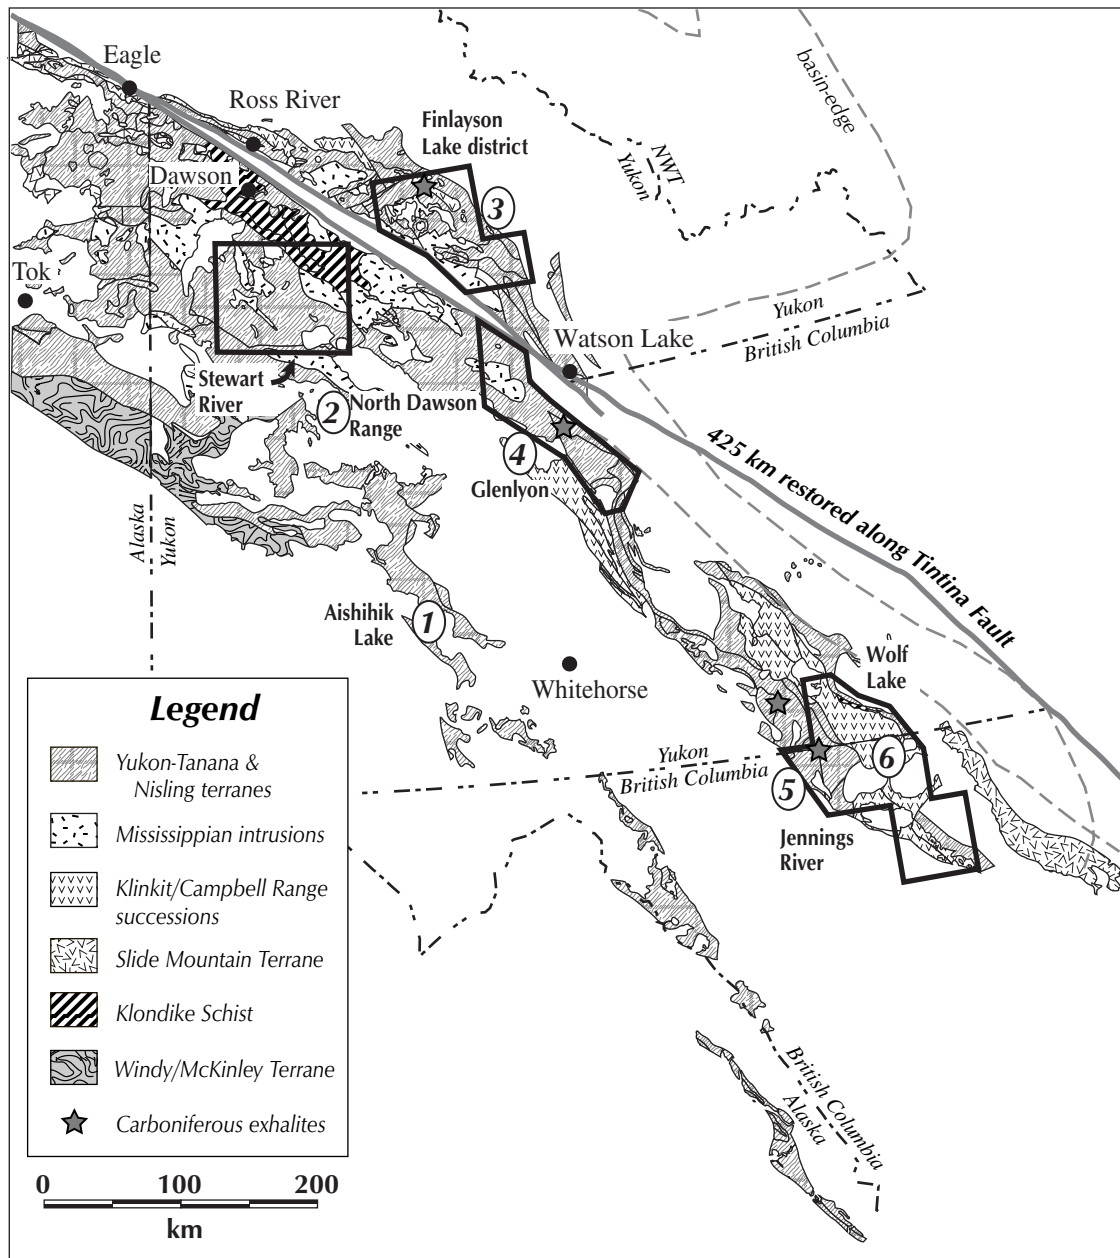 Eagle
Ross River
Finlayson
Lake district
basin-edge
NWT
Yukon
Dawson
3
Tok
Yukon
British Columbia
Watson Lake
Stewart
River
2
North Dawson
Range
4
Glenlyon
425 km restored along Tintina Fault
Alaska
Yukon
Aishihik
Lake
1
Whitehorse
Wolf
Lake
Yukon
British Columbia
5
6
Jennings
River
British Columbia
Alaska
Legend
Yukon-Tanana &
Nisling terranes
Mississippian intrusions
Klinkit/Campbell Range
successions
Slide Mountain Terrane
Klondike Schist
Windy/McKinley Terrane
Carboniferous exhalites
0 100 200
km